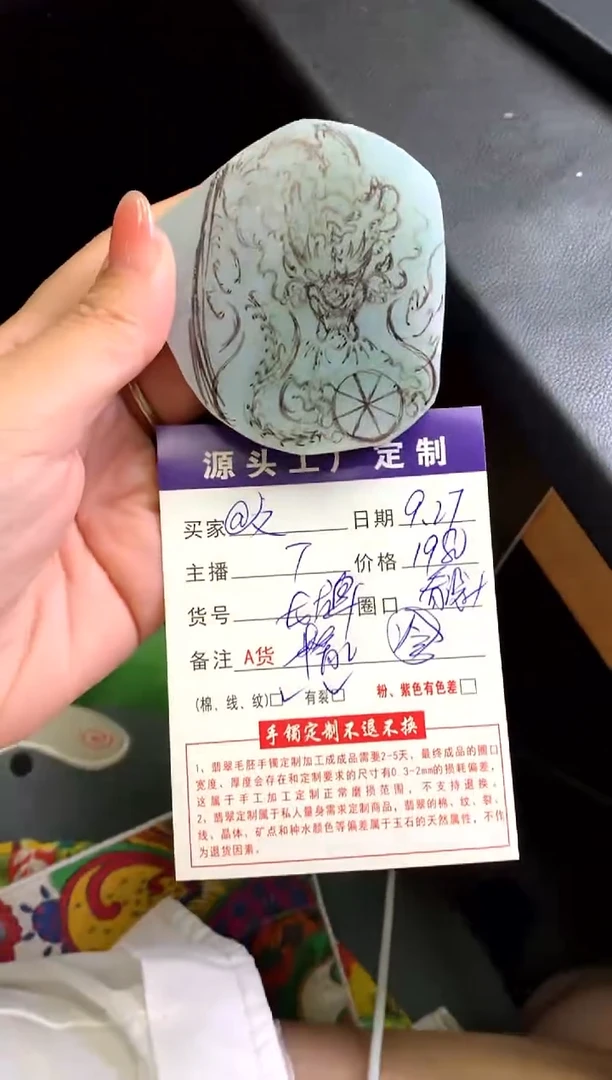 源头工厂定制
买家@文 日期 9.27
主播 7 价格 1980
货号 圈口
备注 A货
(棉、线、纹)□✓ 有裂□✓ 粉、紫色有色差□
手镯定制不退不换
1、翡翠毛胚手镯定制加工成成品需要2-5天，最终成品的圈口
宽度、厚度会存在和定制要求的尺寸有0.3-2mm的损耗偏差，
这属于手工加工定制正常磨损范围，不支持退换。
2、翡翠定制属于私人量身需求定制商品，翡翠的棉、纹、裂、
线、晶体、矿点和种水颜色等偏差属于玉石的天然属性，不作
为退货因素。